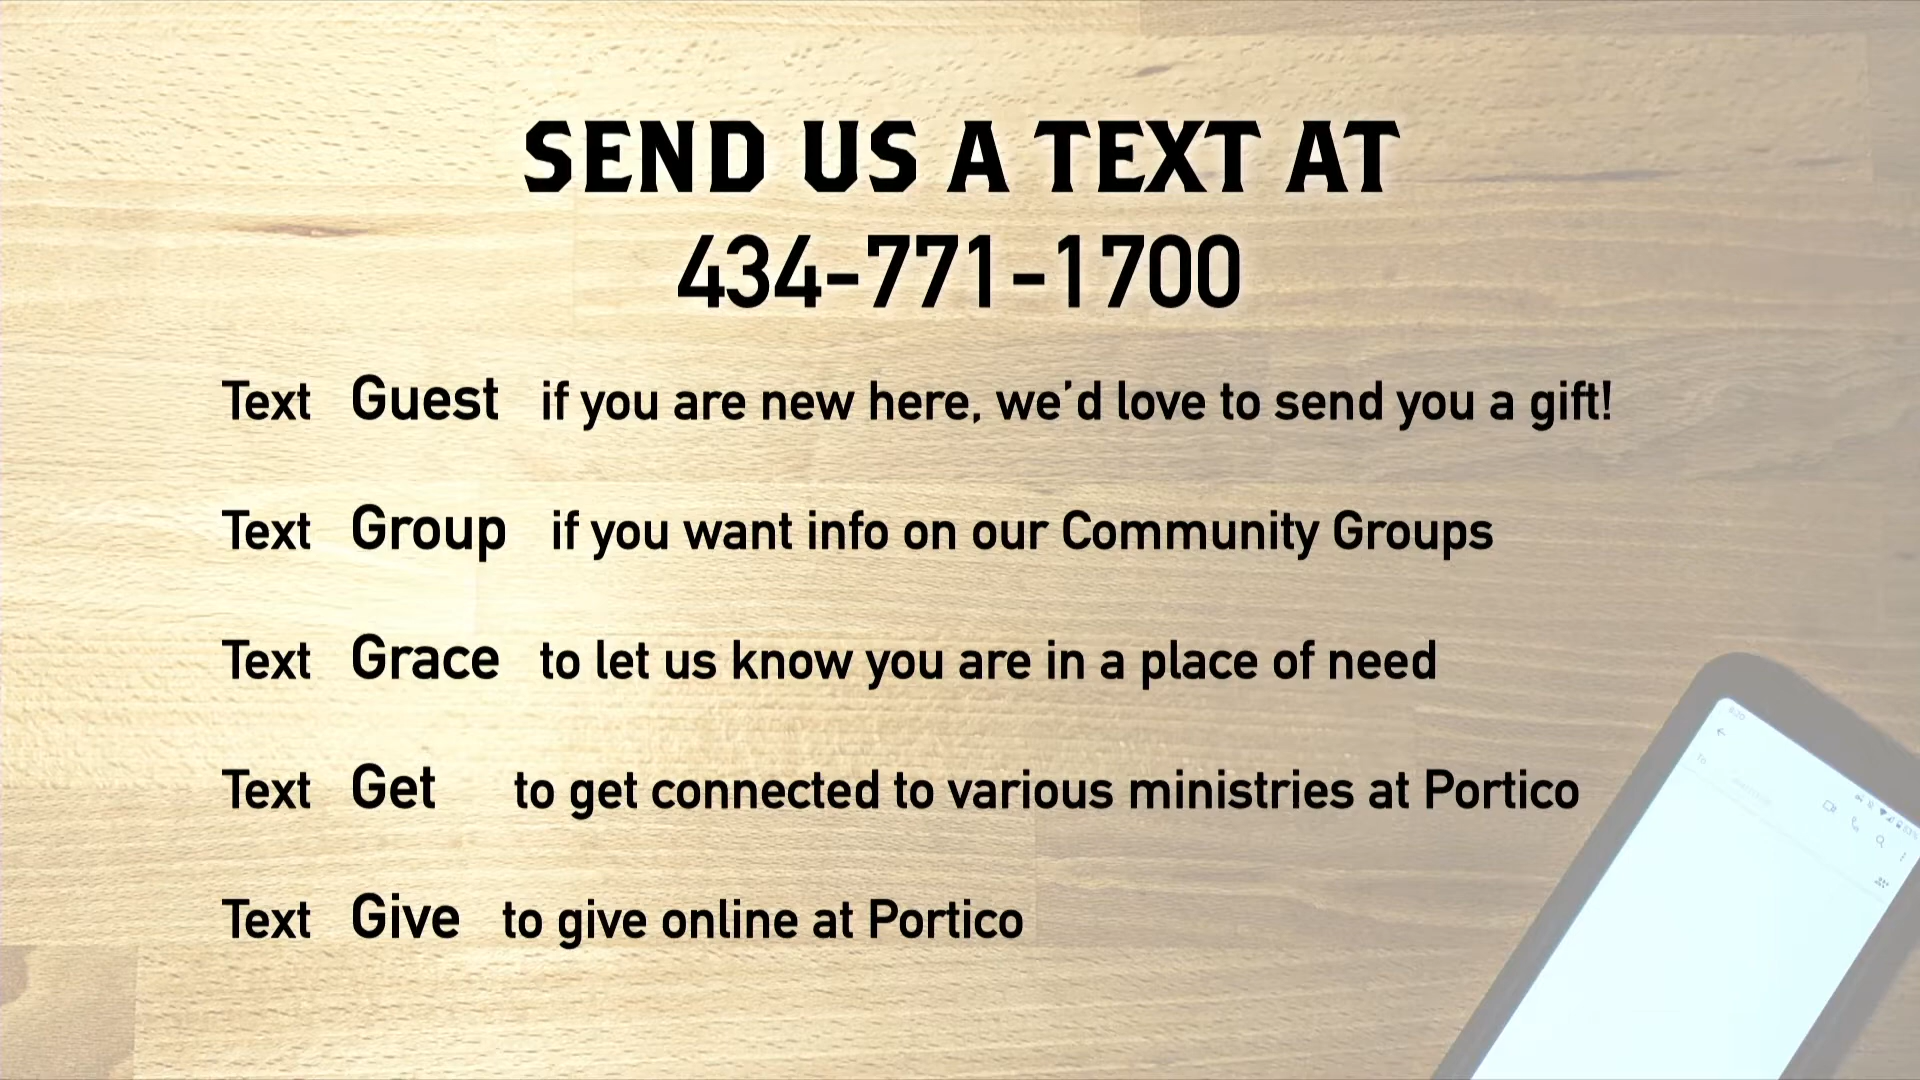 SEND US A TEXT AT
434-771-1700
Text Guest if you are new here, we'd love to send you a gift!
Text Group if you want info on our Community Groups
Text Grace to let us know you are in a place of need
Text Get to get connected to various ministries at Portico
Text Give to give online at Portico